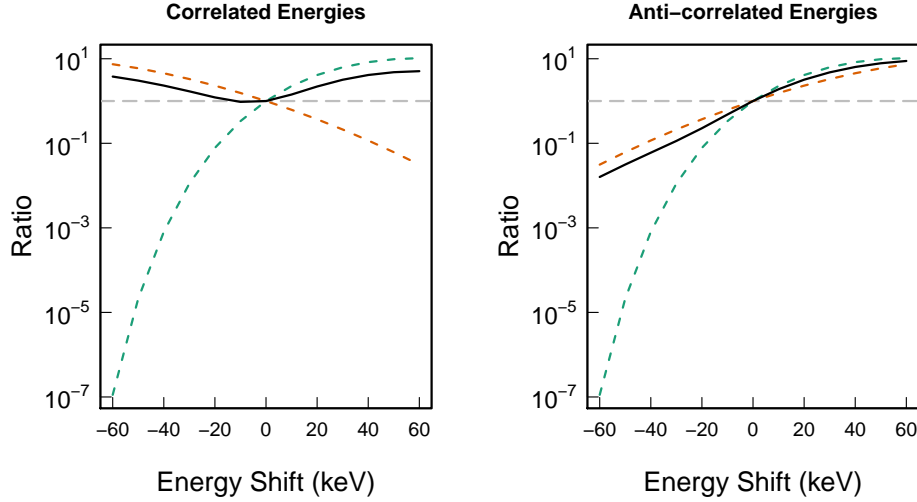 Correlated Energies
Ratio
10^1
10^−1
10^−3
10^−5
10^−7
−60 −40 −20 0 20 40 60
Energy Shift (keV)
Anti−correlated Energies
Ratio
10^1
10^−1
10^−3
10^−5
10^−7
−60 −40 −20 0 20 40 60
Energy Shift (keV)